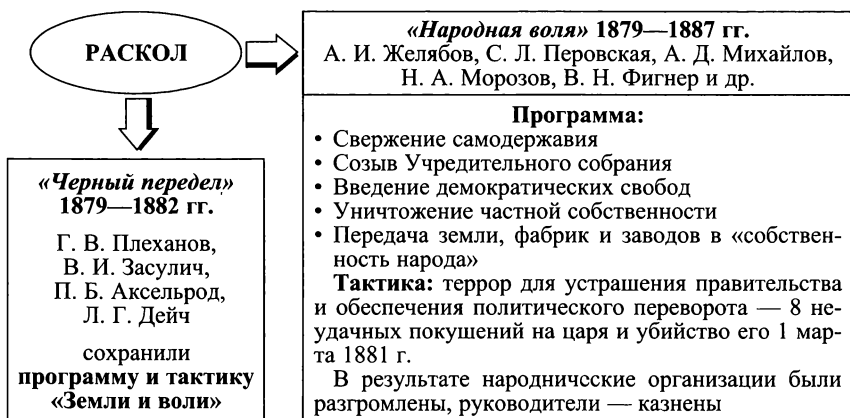 РАСКОЛ
«Народная воля» 1879—1887 гг.
А. И. Желябов, С. Л. Перовская, А. Д. Михайлов,
Н. А. Морозов, В. Н. Фигнер и др.
Программа:
• Свержение самодержавия
• Созыв Учредительного собрания
• Введение демократических свобод
• Уничтожение частной собственности
• Передача земли, фабрик и заводов в «собствен-
ность народа»
Тактика: террор для устрашения правительства
и обеспечения политического переворота — 8 не-
удачных покушений на царя и убийство его 1 мар-
та 1881 г.
В результате народничсские организации были
разгромлены, руководители — казнены
«Черный передел»
1879—1882 гг.
Г. В. Плеханов,
В. И. Засулич,
П. Б. Аксельрод,
Л. Г. Дейч
сохранили
программу и тактику
«Земли и воли»